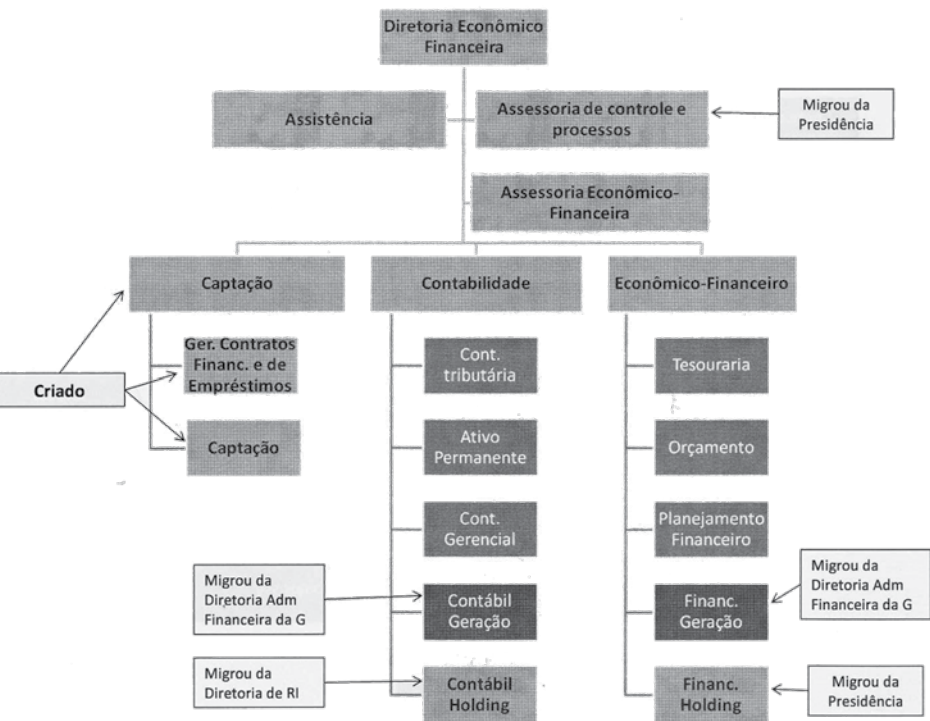 Diretoria Econômico
Financeira
Assistência
Assessoria de controle e
processos
Migrou da
Presidência
Assessoria Econômico-
Financeira
Captação
Contabilidade
Econômico-Financeiro
Criado
Ger. Contratos
Financ. e de
Empréstimos
Captação
Cont.
tributária
Ativo
Permanente
Cont.
Gerencial
Migrou da
Diretoria Adm
Financeira da G
Contábil
Geração
Migrou da
Diretoria de RI
Contábil
Holding
Tesouraria
Orçamento
Planejamento
Financeiro
Migrou da
Diretoria Adm
Financeira da G
Financ.
Geração
Financ.
Holding
Migrou da
Presidência